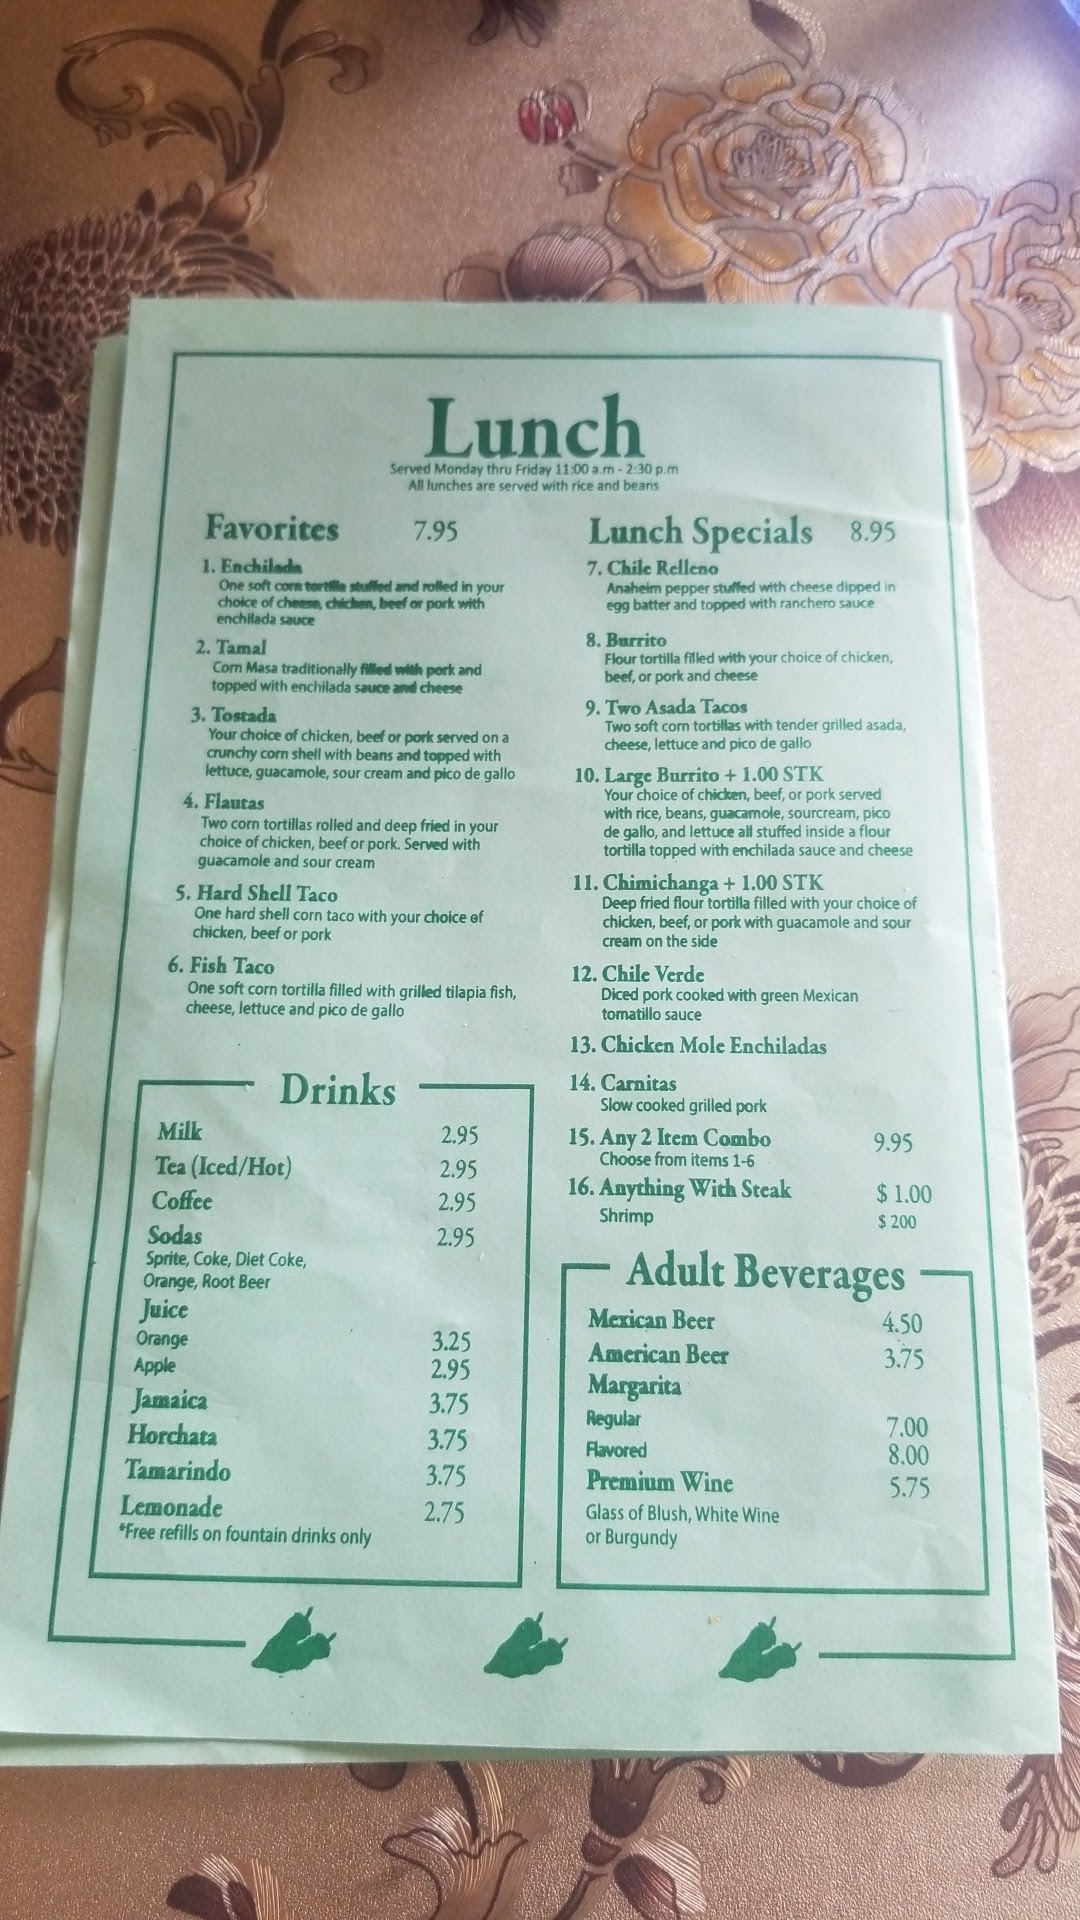 Lunch
Served Monday thru Friday 11:00 a.m - 2:30 p.m
All lunches are served with rice and beans
Favorites 7.95
1. Enchilada
One soft corn tortilla stuffed and rolled in your
choice of cheese, chicken, beef or pork with
enchilada sauce
2. Tamal
Corn Masa traditionally filled with pork and
topped with enchilada sauce and cheese
3. Tostada
Your choice of chicken, beef or pork served on a
crunchy corn shell with beans and topped with
lettuce, guacamole, sour cream and pico de gallo
4. Flautas
Two corn tortillas rolled and deep fried in your
choice of chicken, beef or pork. Served with
guacamole and sour cream
5. Hard Shell Taco
One hard shell corn taco with your choice of
chicken, beef or pork
6. Fish Taco
One soft corn tortilla filled with grilled tilapia fish,
cheese, lettuce and pico de gallo
Lunch Specials 8.95
7. Chile Relleno
Anaheim pepper stuffed with cheese dipped in
egg batter and topped with ranchero sauce
8. Burrito
Flour tortilla filled with your choice of chicken,
beef, or pork and cheese
9. Two Asada Tacos
Two soft corn tortillas with tender grilled asada,
cheese, lettuce and pico de gallo
10. Large Burrito + 1.00 STK
Your choice of chicken, beef, or pork served
with rice, beans, guacamole, sourcream, pico
de gallo, and lettuce all stuffed inside a flour
tortilla topped with enchilada sauce and cheese
11. Chimichanga + 1.00 STK
Deep fried flour tortilla filled with your choice of
chicken, beef, or pork with guacamole and sour
cream on the side
12. Chile Verde
Diced pork cooked with green Mexican
tomatillo sauce
13. Chicken Mole Enchiladas
14. Carnitas
Slow cooked grilled pork
15. Any 2 Item Combo 9.95
Choose from items 1-6
16. Anything With Steak $ 1.00
Shrimp $ 200
Drinks
Milk 2.95
Tea (Iced/Hot) 2.95
Coffee 2.95
Sodas 2.95
Sprite, Coke, Diet Coke,
Orange, Root Beer
Juice
Orange 3.25
Apple 2.95
Jamaica 3.75
Horchata 3.75
Tamarindo 3.75
Lemonade 2.75
*Free refills on fountain drinks only
Adult Beverages
Mexican Beer 4.50
American Beer 3.75
Margarita
Regular 7.00
Flavored 8.00
Premium Wine 5.75
Glass of Blush, White Wine
or Burgundy